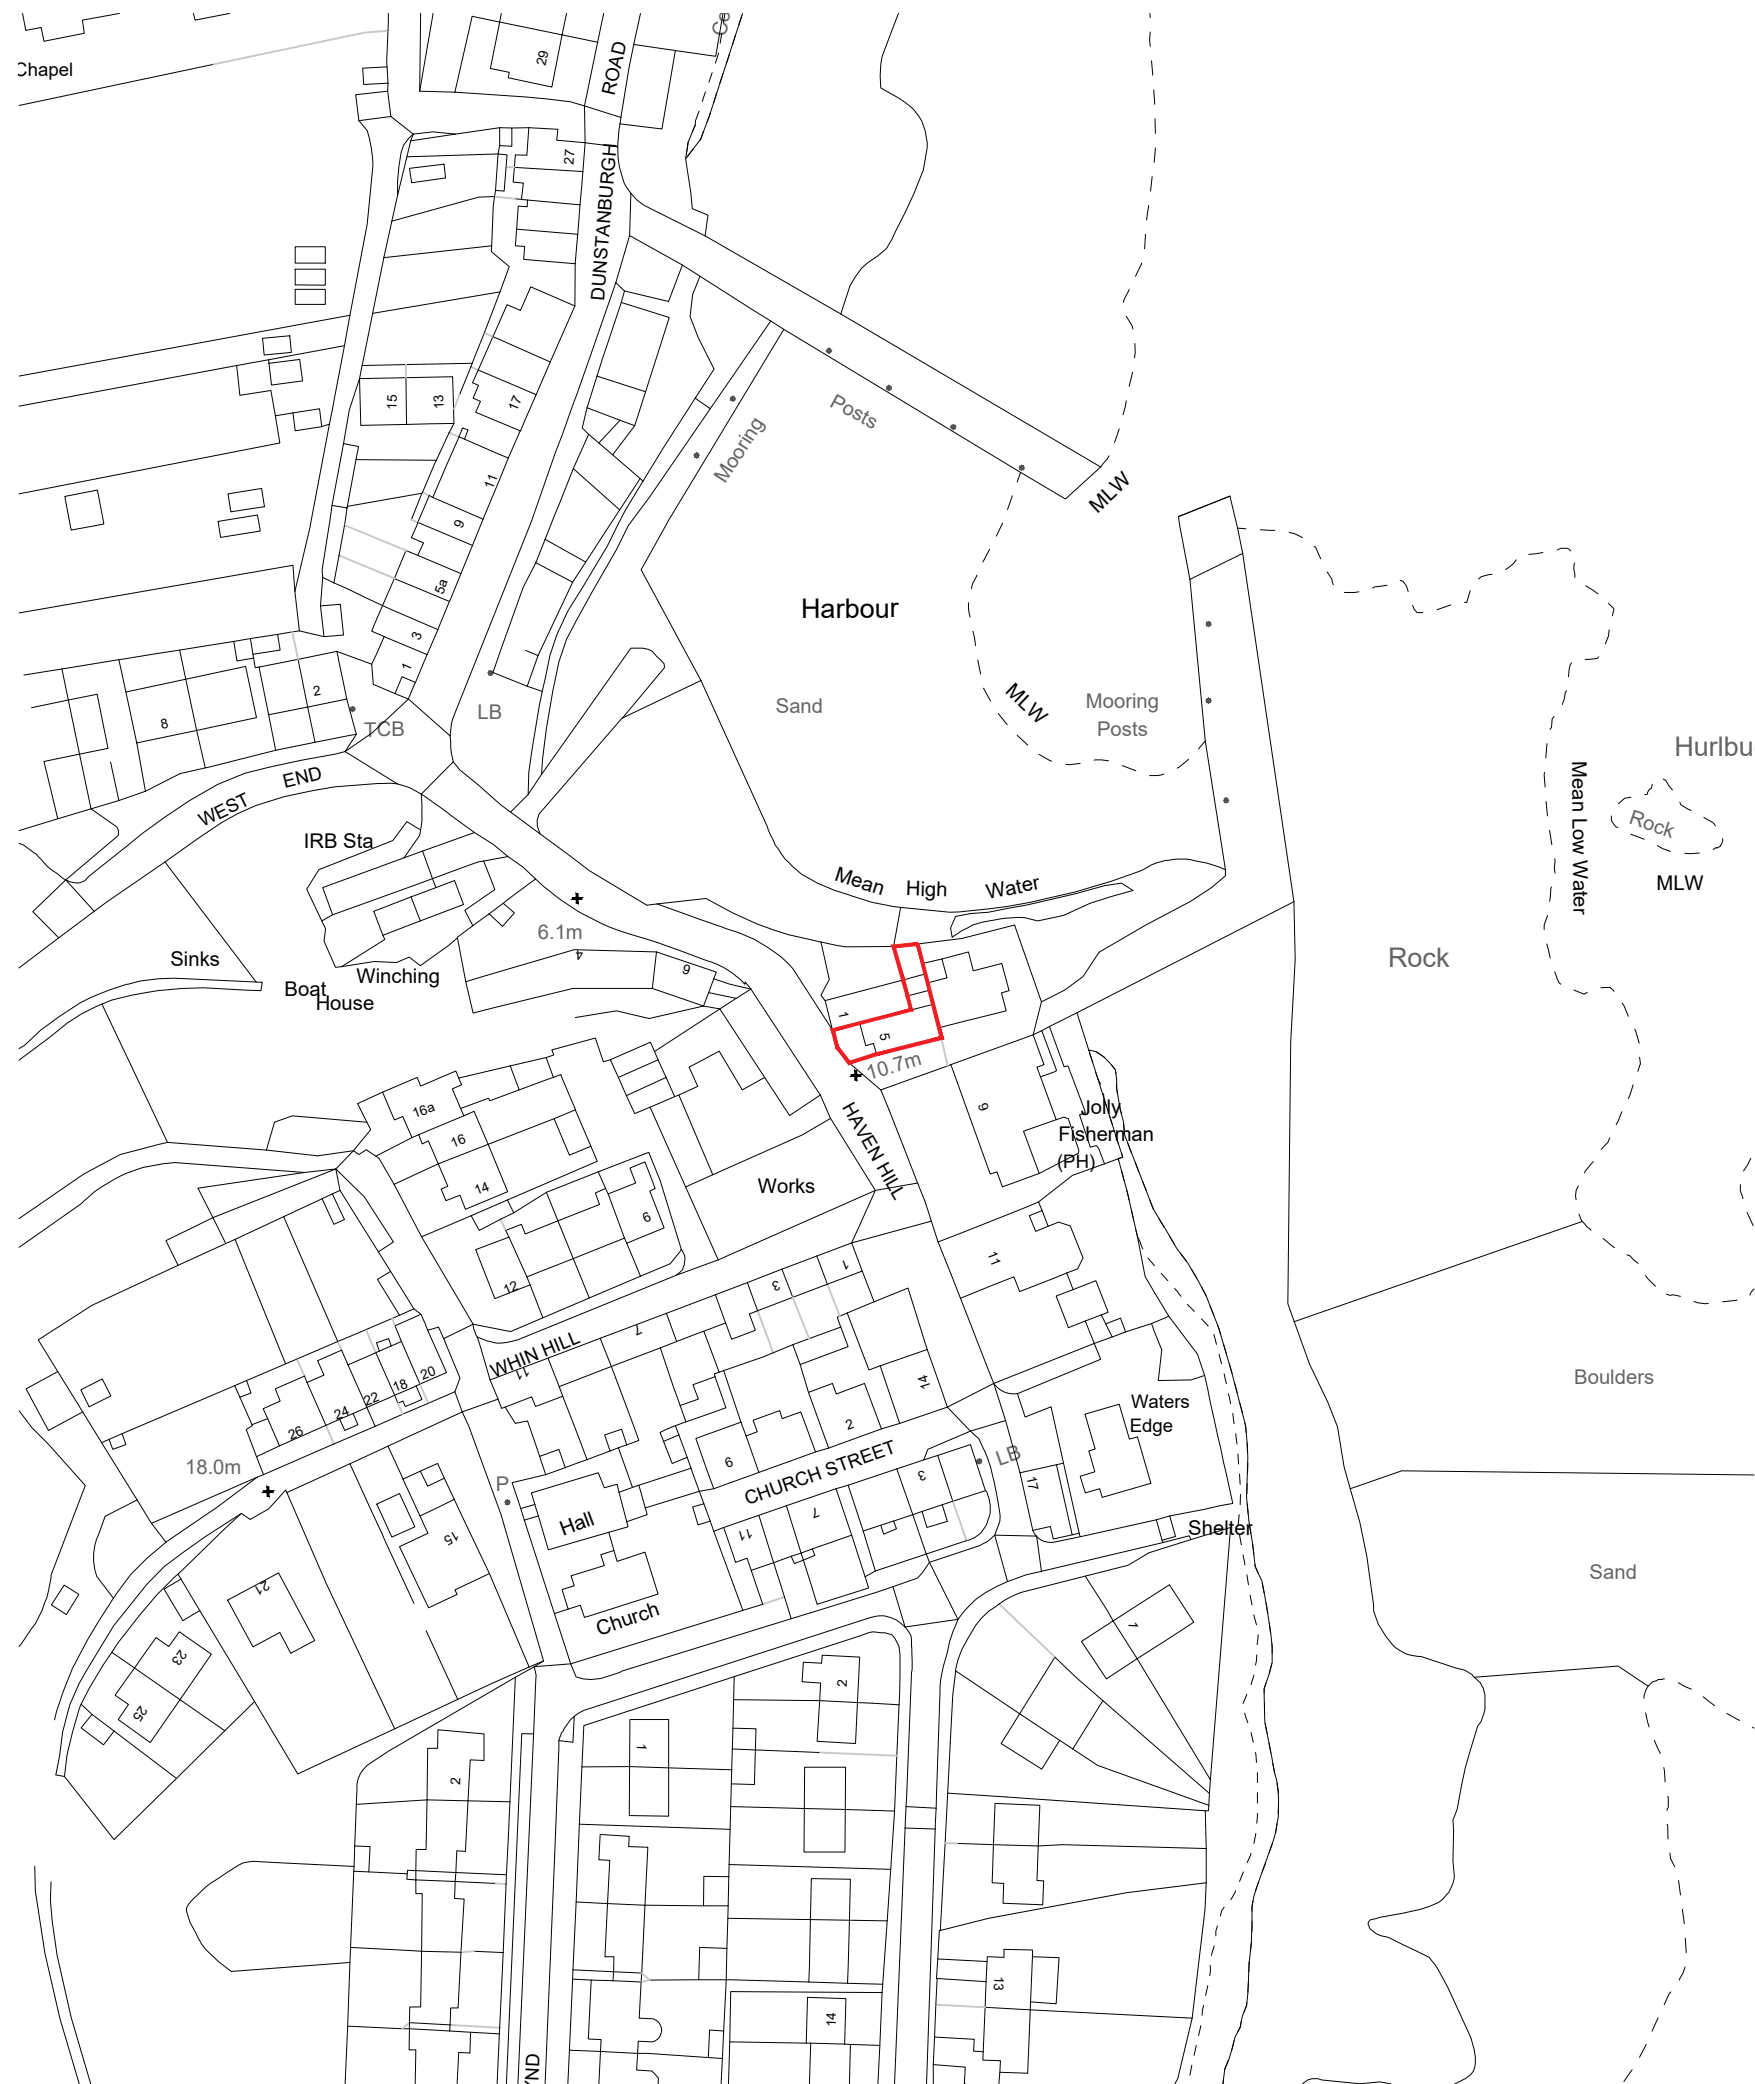 Chapel
29
ROAD
27
DUNSTANBURGH
15
13
17
11
9
5a
3
1
Mooring
Posts
MLW
Harbour
Sand
MLW
Mooring
Posts
Hurlbu
Mean Low Water
Rock
MLW
Rock
2
8
TCB
LB
WEST END
IRB Sta
Mean High Water
6.1m
4
6
Sinks
Boat
House
Winching
1
5
10.7m
HAVEN HILL
9
Jolly
Fisherman
(PH)
16a
16
14
12
9
Works
11
1
3
7
11
WHIN HILL
14
20
18
22
24
26
18.0m
2
9
CHURCH STREET
LB
3
7
11
17
Waters
Edge
Shelter
Boulders
Sand
P
Hall
Church
15
21
23
25
1
2
1
2
13
14
YND